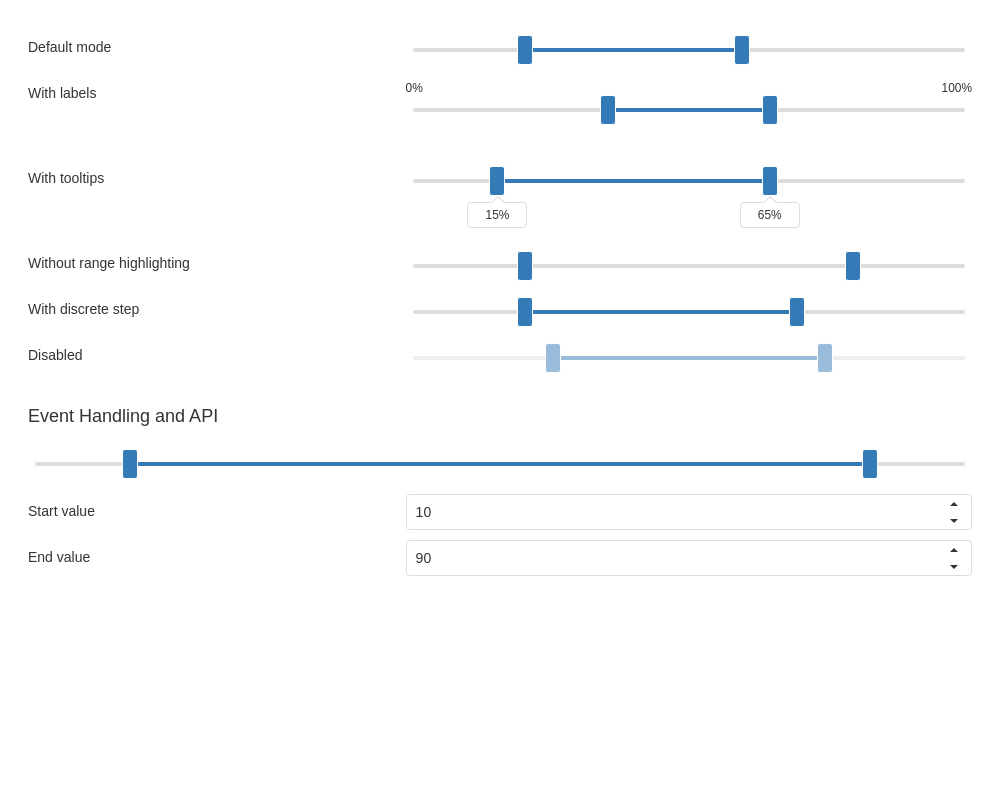 Default mode
With labels
0% 100%
With tooltips
15% 65%
Without range highlighting
With discrete step
Disabled
Event Handling and API
Start value
10
End value
90